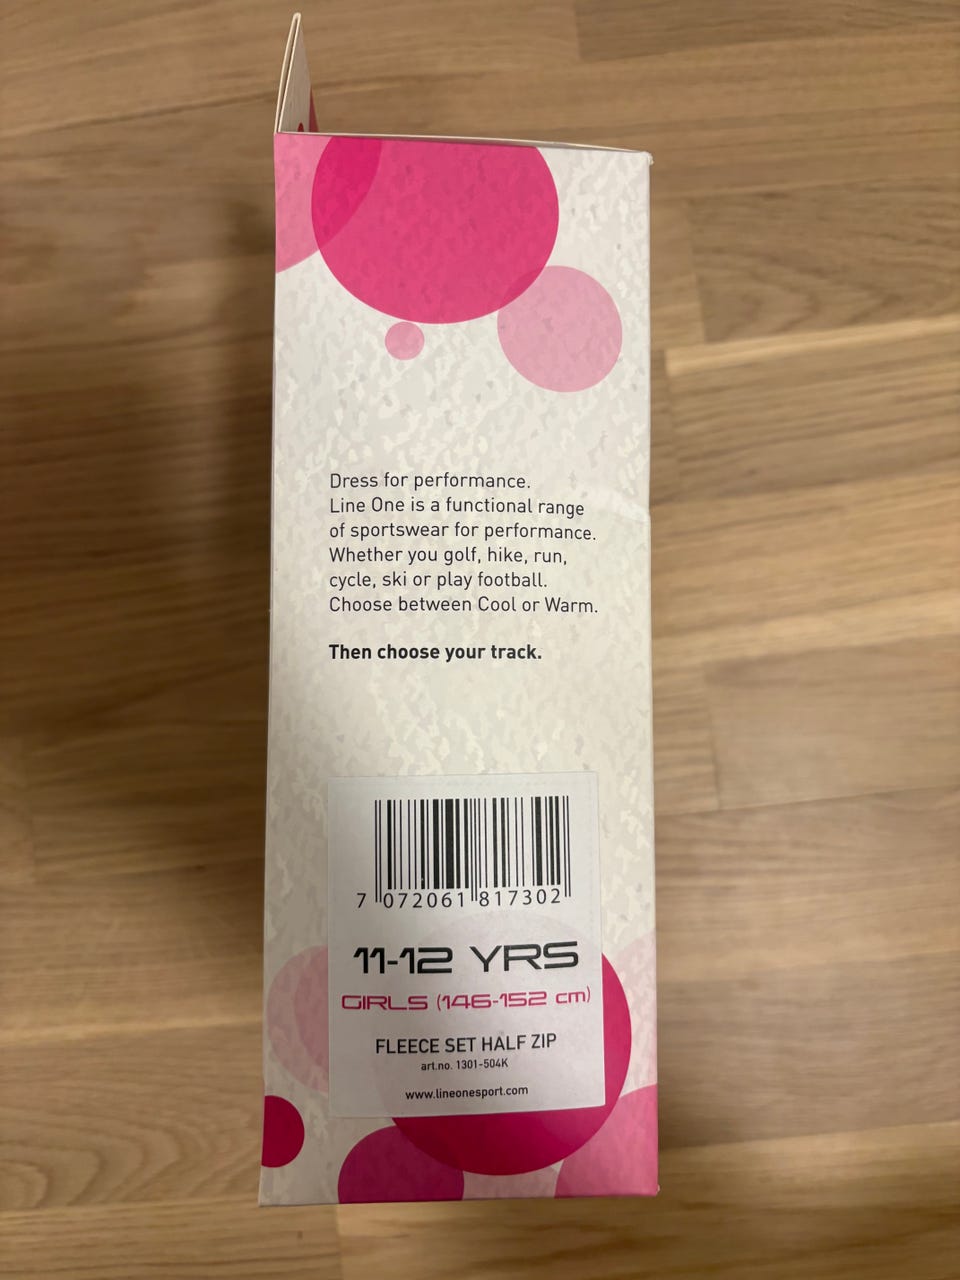 Dress for performance.
Line One is a functional range
of sportswear for performance.
Whether you golf, hike, run,
cycle, ski or play football.
Choose between Cool or Warm.
Then choose your track.
7 072061 817302
11-12 YRS
GIRLS (146-152 cm)
FLEECE SET HALF ZIP
art.no. 1301-504K
www.lineonesport.com